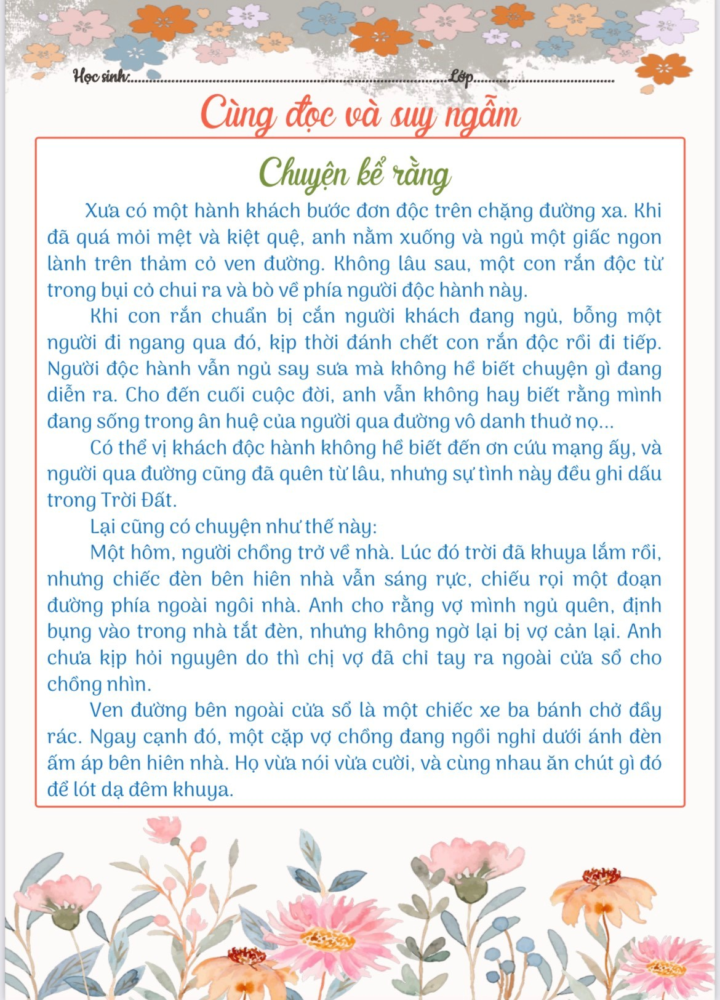 Học sinh:........................................................................................Lớp......................................
Cùng đọc và suy ngẫm
Chuyện kể rằng
Xưa có một hành khách bước đơn độc trên chặng đường xa. Khi
đã quá mỏi mệt và kiệt quệ, anh nằm xuống và ngủ một giấc ngon
lành trên thảm cỏ ven đường. Không lâu sau, một con rắn độc từ
trong bụi cỏ chui ra và bò về phía người độc hành này.
Khi con rắn chuẩn bị cắn người khách đang ngủ, bỗng một
người đi ngang qua đó, kịp thời đánh chết con rắn độc rồi đi tiếp.
Người độc hành vẫn ngủ say sưa mà không hề biết chuyện gì đang
diễn ra. Cho đến cuối cuộc đời, anh vẫn không hay biết rằng mình
đang sống trong ân huệ của người qua đường vô danh thuở nọ...
Có thể vị khách độc hành không hề biết đến ơn cứu mạng ấy, và
người qua đường cũng đã quên từ lâu, nhưng sự tình này đều ghi dấu
trong Trời Đất.
Lại cũng có chuyện như thế này:
Một hôm, người chồng trở về nhà. Lúc đó trời đã khuya lắm rồi,
nhưng chiếc đèn bên hiên nhà vẫn sáng rực, chiếu rọi một đoạn
đường phía ngoài ngôi nhà. Anh cho rằng vợ mình ngủ quên, định
bụng vào trong nhà tắt đèn, nhưng không ngờ lại bị vợ cản lại. Anh
chưa kịp hỏi nguyên do thì chị vợ đã chỉ tay ra ngoài cửa sổ cho
chồng nhìn.
Ven đường bên ngoài cửa sổ là một chiếc xe ba bánh chở đầy
rác. Ngay cạnh đó, một cặp vợ chồng đang ngồi nghỉ dưới ánh đèn
ấm áp bên hiên nhà. Họ vừa nói vừa cười, và cùng nhau ăn chút gì đó
để lót dạ đêm khuya.